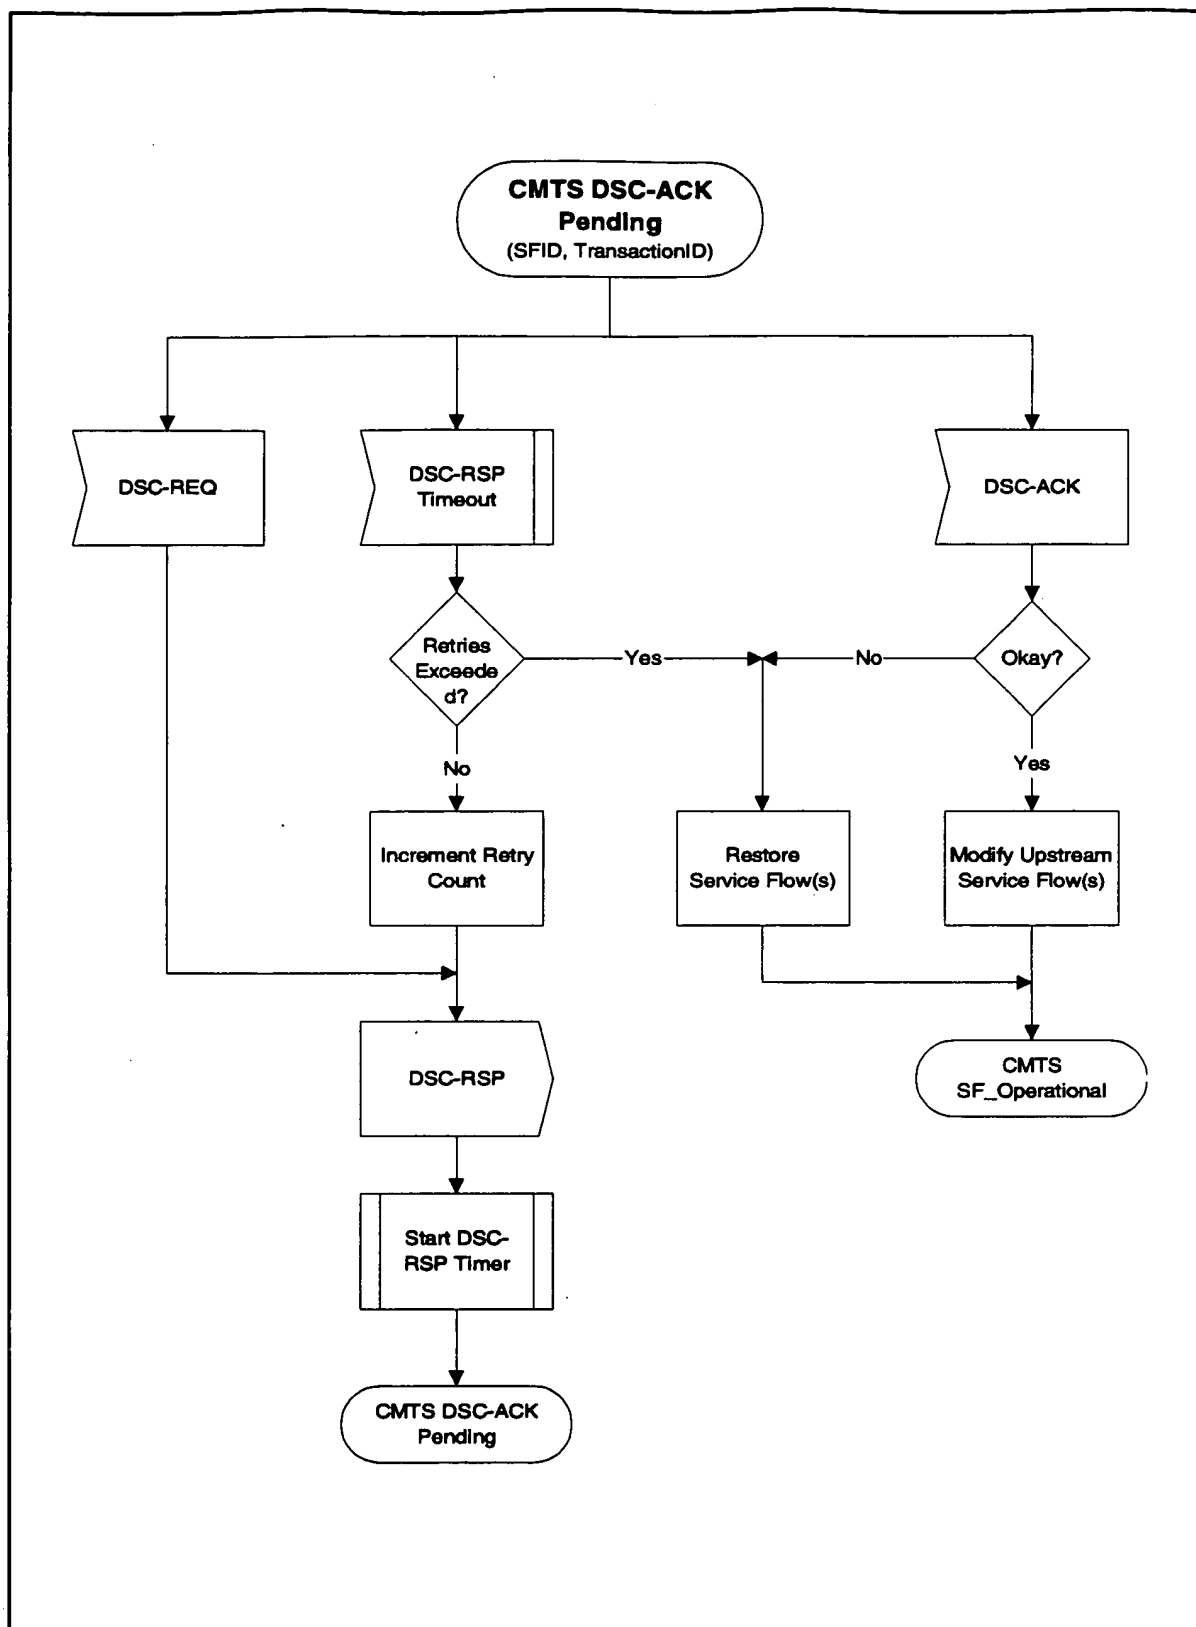 CMTS DSC-ACK
Pending
(SFID, TransactionID)
DSC-REQ
DSC-RSP
Timeout
DSC-ACK
Retries
Exceede
d?
Yes
No
Okay?
No
Yes
Increment Retry
Count
Restore
Service Flow(s)
Modify Upstream
Service Flow(s)
DSC-RSP
CMTS
SF_Operational
Start DSC-
RSP Timer
CMTS DSC-ACK
Pending